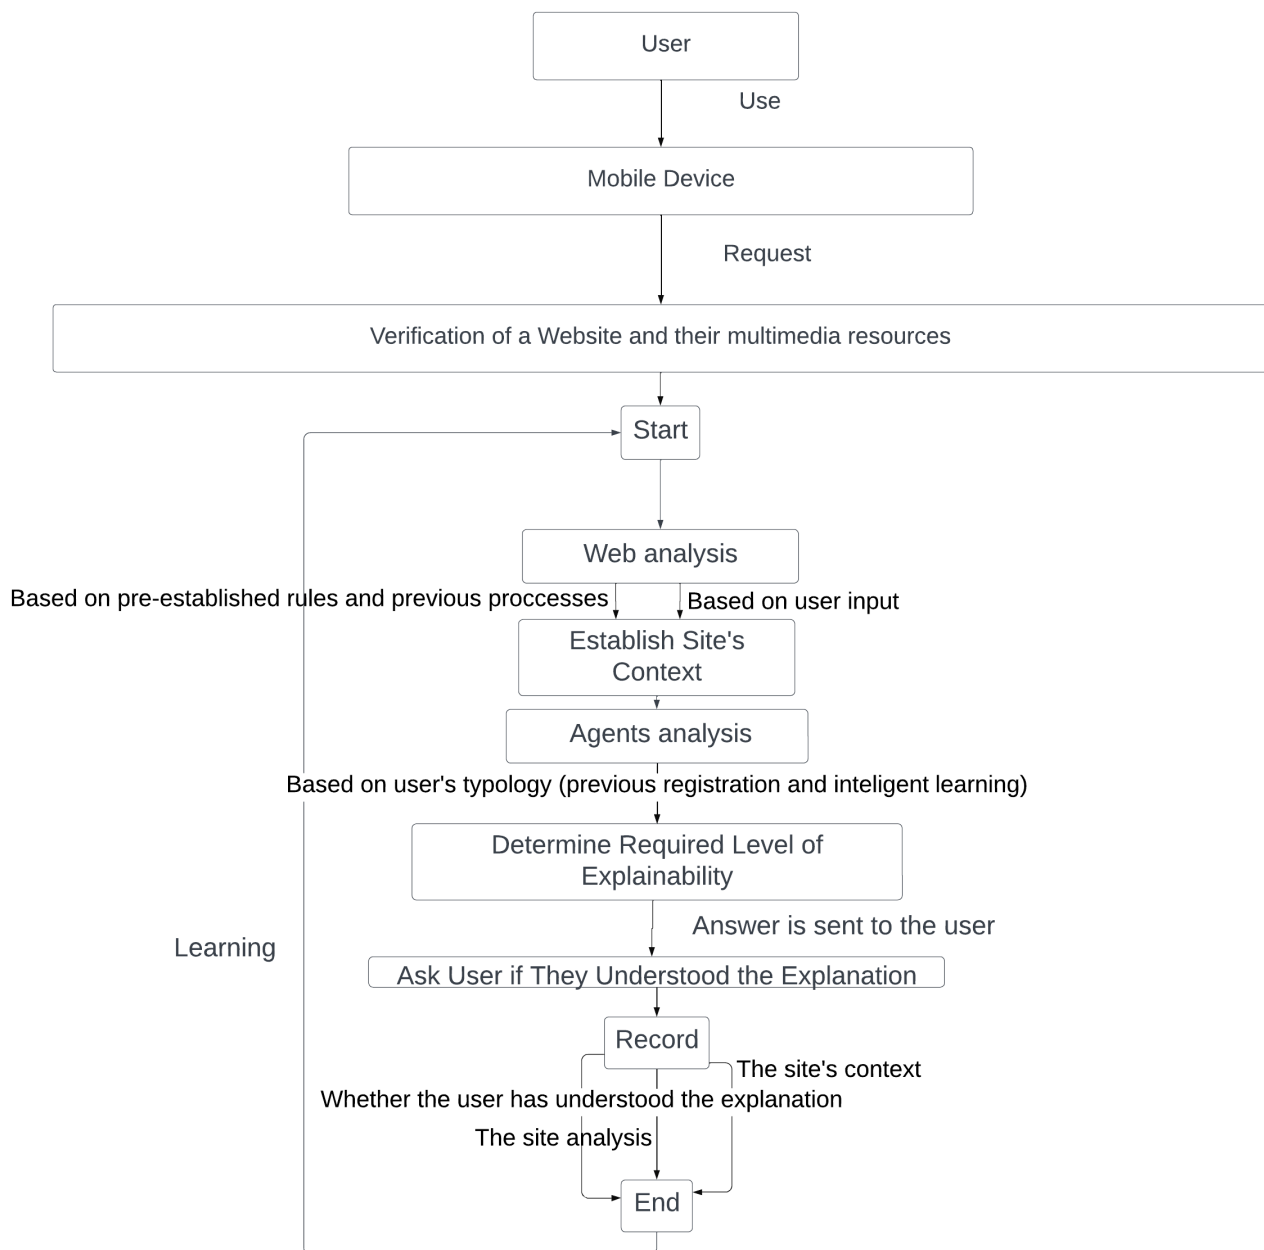 User
Use
Mobile Device
Request
Verification of a Website and their multimedia resources
Start
Web analysis
Based on pre-established rules and previous proccesses
Based on user input
Establish Site's
Context
Agents analysis
Based on user's typology (previous registration and inteligent learning)
Determine Required Level of
Explainability
Answer is sent to the user
Learning
Ask User if They Understood the Explanation
Record
The site's context
Whether the user has understood the explanation
The site analysis
End